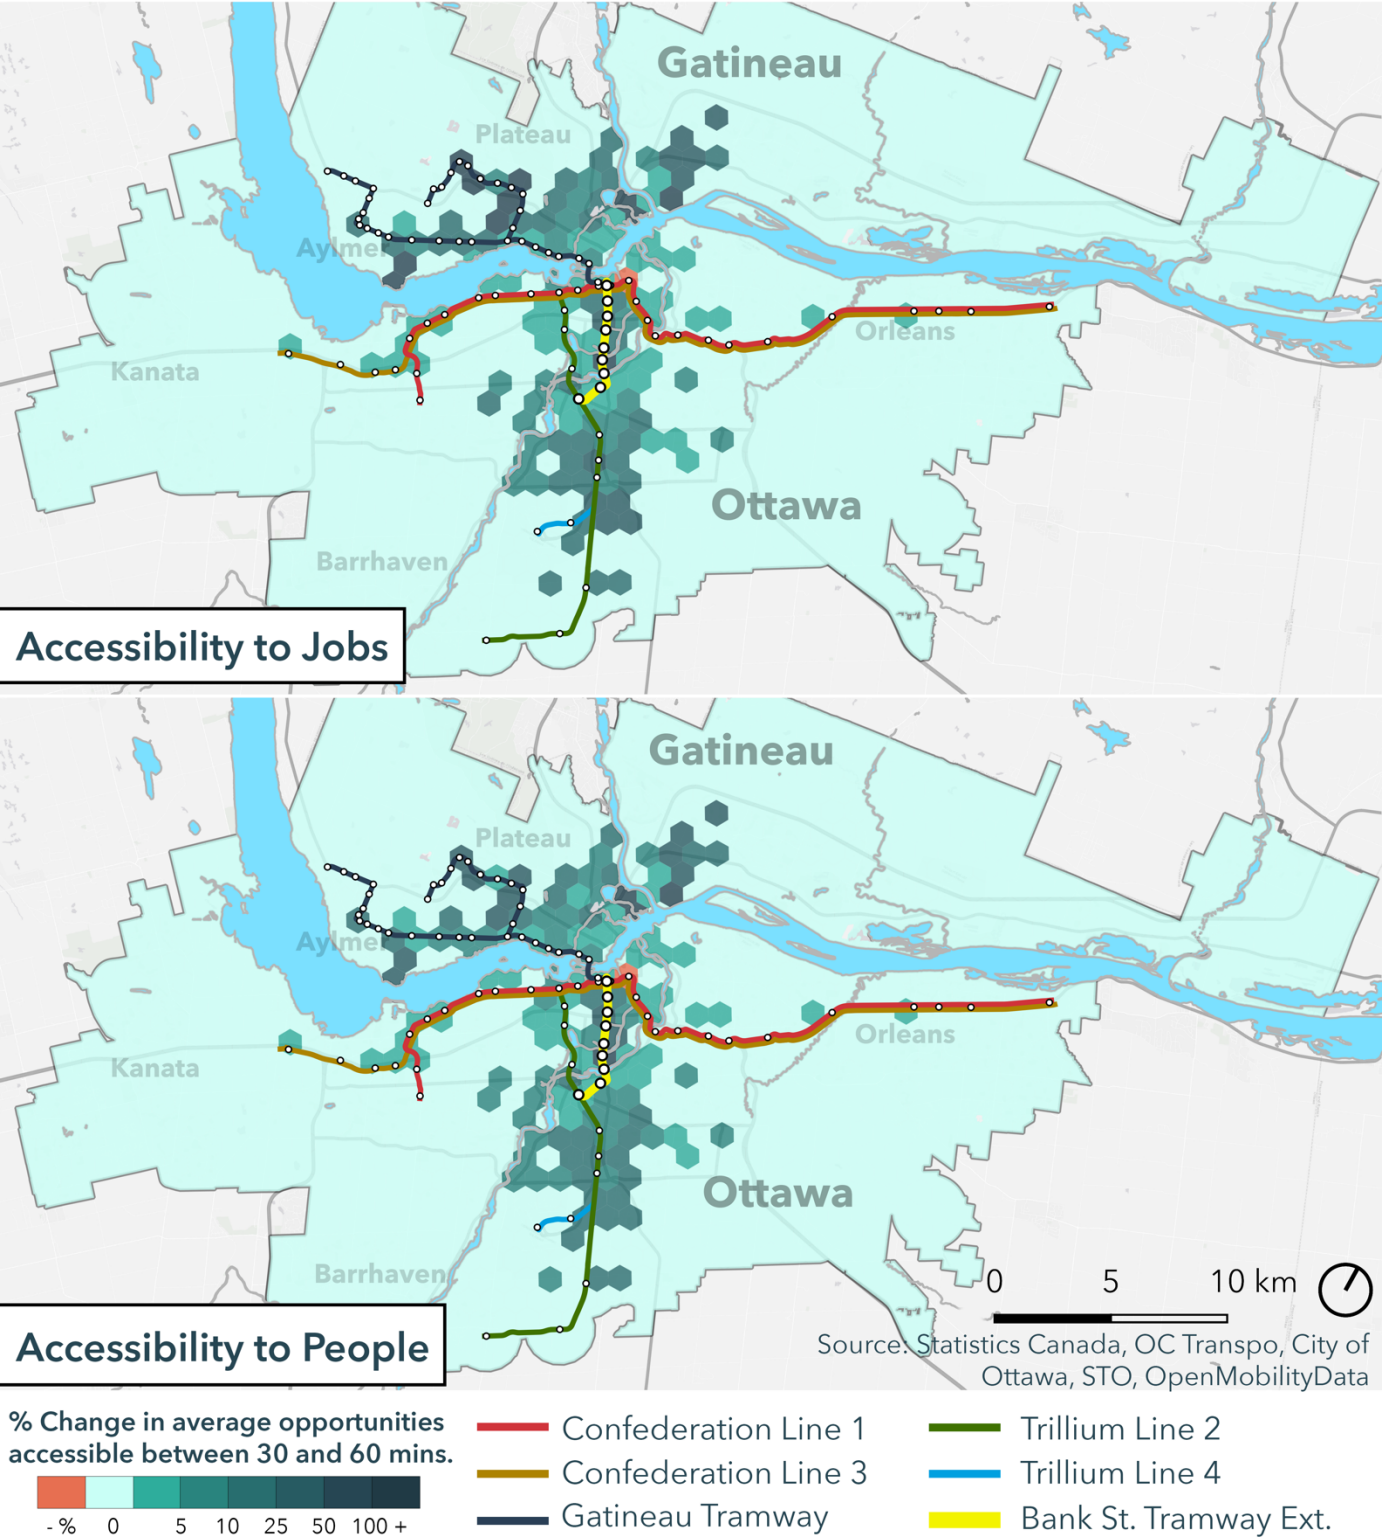 Gatineau
Plateau
Aylmer
Kanata
Orleans
Ottawa
Barrhaven
Accessibility to Jobs
Gatineau
Plateau
Aylmer
Kanata
Orleans
Ottawa
Barrhaven
0 5 10 km
Accessibility to People
Source: Statistics Canada, OC Transpo, City of
Ottawa, STO, OpenMobilityData
% Change in average opportunities
accessible between 30 and 60 mins.
- % 0 5 10 25 50 100 +
Confederation Line 1
Confederation Line 3
Gatineau Tramway
Trillium Line 2
Trillium Line 4
Bank St. Tramway Ext.